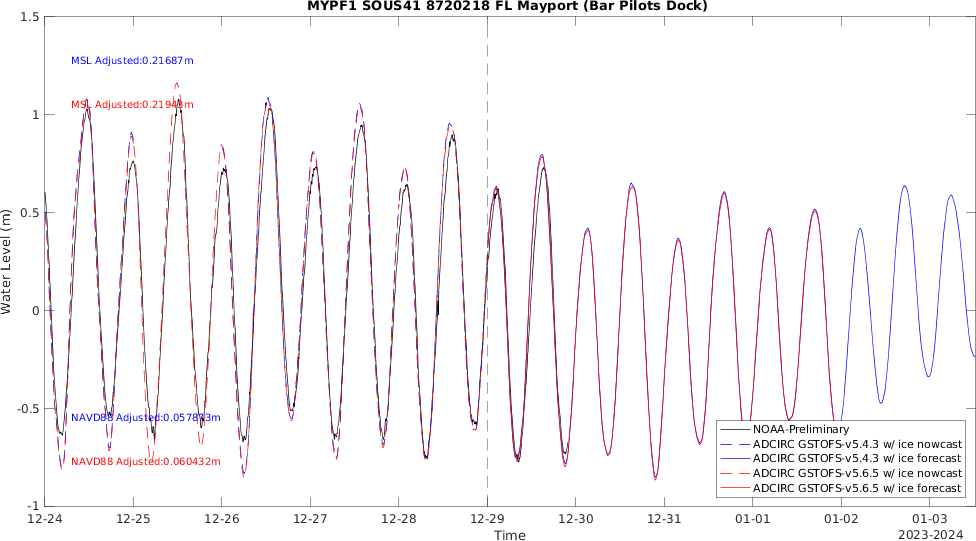 MYPF1 SOUS41 8720218 FL Mayport (Bar Pilots Dock)
1.5
1
0.5
0
-0.5
-1
Water Level (m)
MSL Adjusted:0.21687m
MSL Adjusted:0.21943m
NAVD88 Adjusted:0.057833m
NAVD88 Adjusted:0.060432m
NOAA-Preliminary
ADCIRC GSTOFS-v5.4.3 w/ ice nowcast
ADCIRC GSTOFS-v5.4.3 w/ ice forecast
ADCIRC GSTOFS-v5.6.5 w/ ice nowcast
ADCIRC GSTOFS-v5.6.5 w/ ice forecast
12-24 12-25 12-26 12-27 12-28 12-29 12-30 12-31 01-01 01-02 01-03
Time
2023-2024